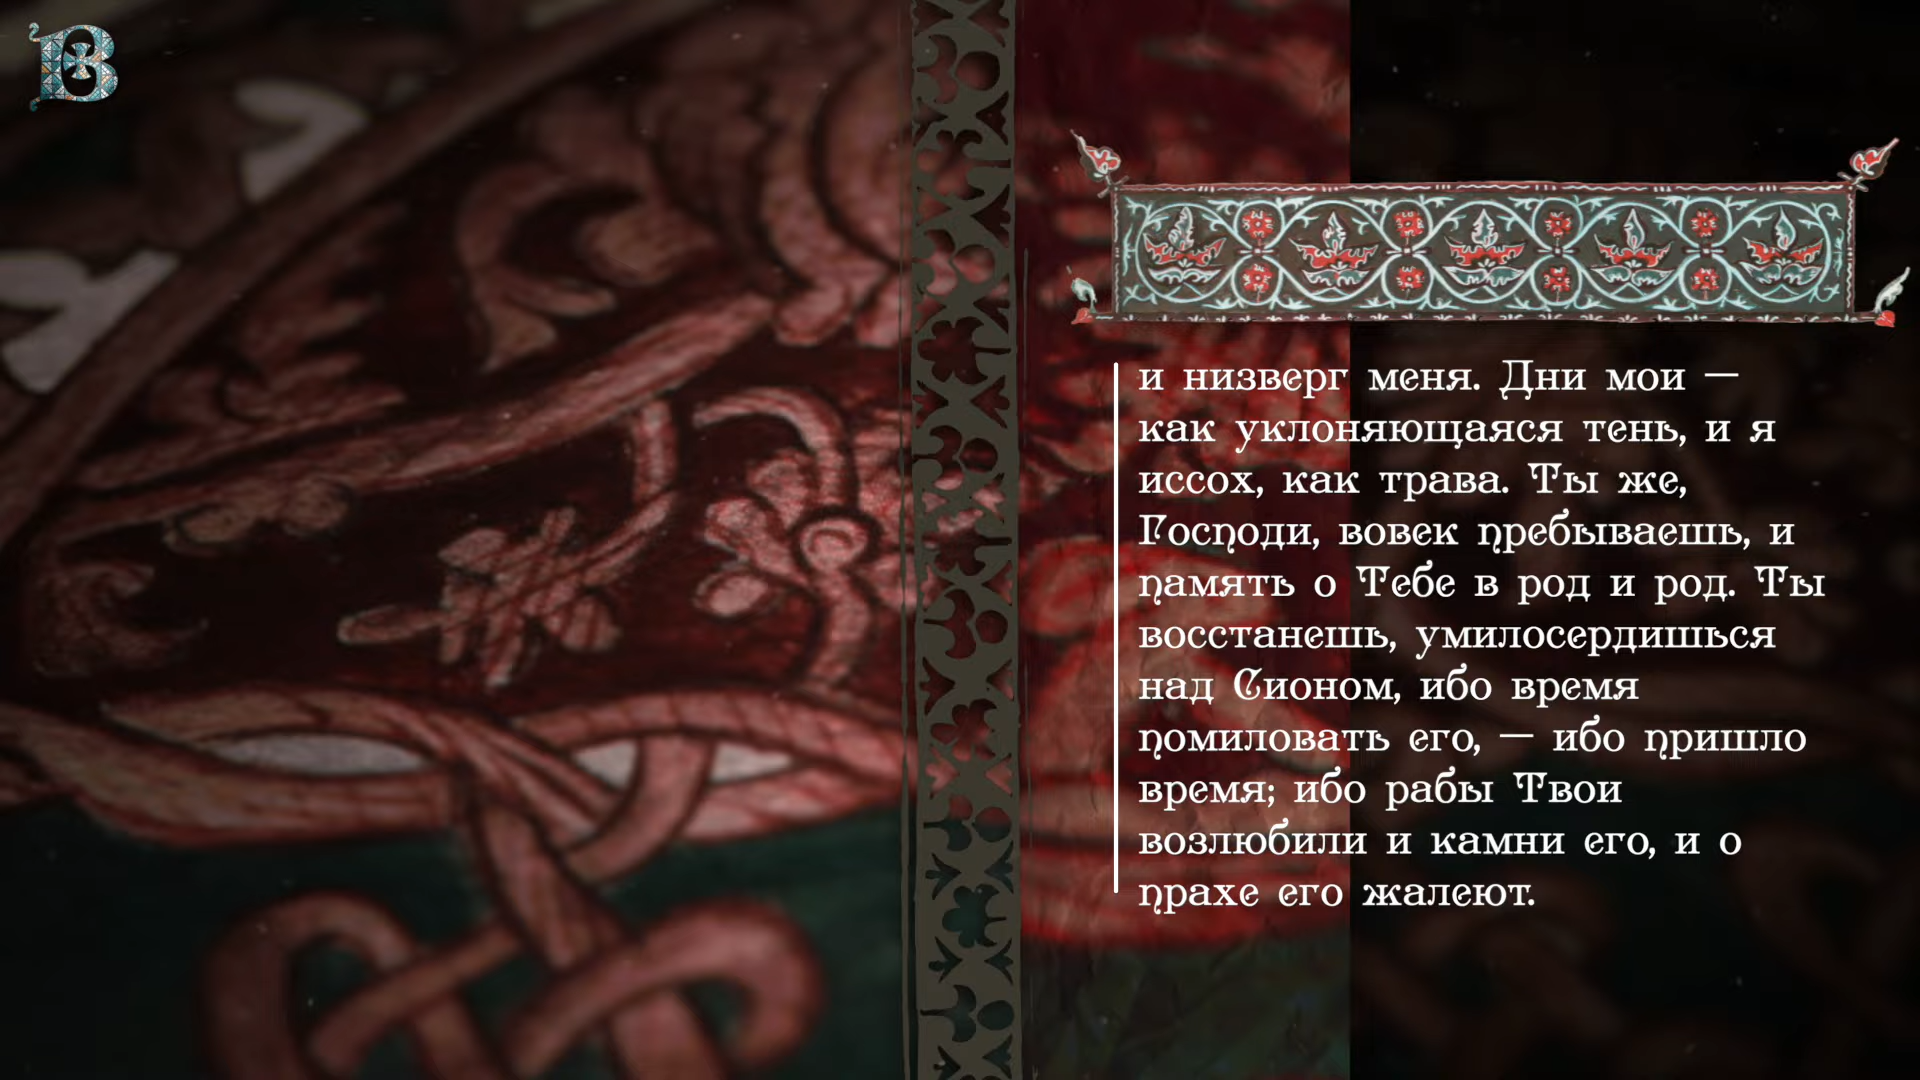 В
и низверг меня. Дни мои —
как уклоняющаяся тень, и я
иссох, как трава. Ты же,
Господи, вовек пребываешь, и
память о Тебе в род и род. Ты
восстанешь, умилосердишься
над Сионом, ибо время
помиловать его, — ибо пришло
время; ибо рабы Твои
возлюбили и камни его, и о
прахе его жалеют.